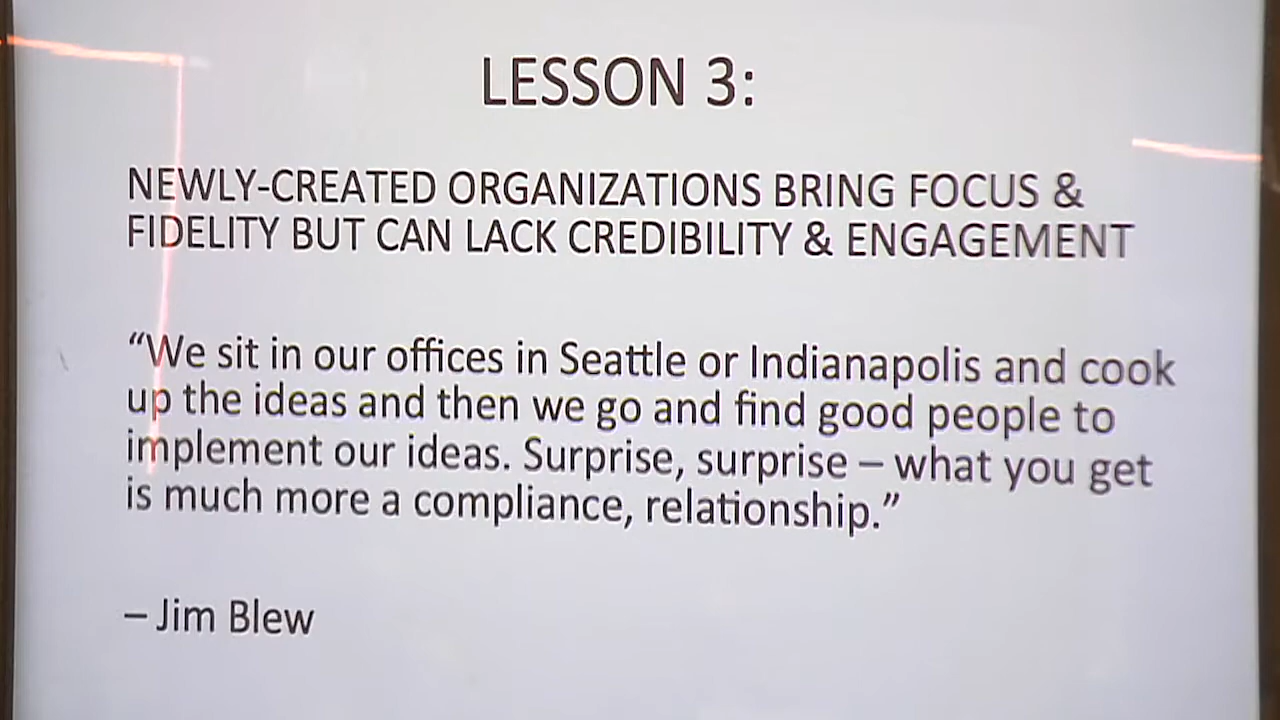 LESSON 3:
NEWLY-CREATED ORGANIZATIONS BRING FOCUS &
FIDELITY BUT CAN LACK CREDIBILITY & ENGAGEMENT
“We sit in our offices in Seattle or Indianapolis and cook
up the ideas and then we go and find good people to
implement our ideas. Surprise, surprise – what you get
is much more a compliance, relationship.”
– Jim Blew